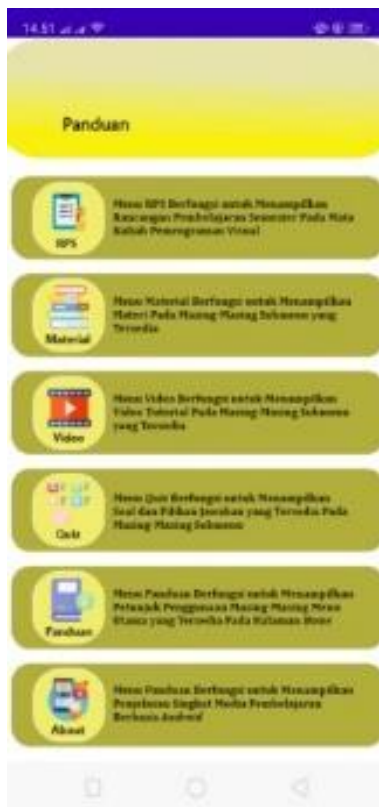 14.51
Panduan
RPS
Menu RPS Berfungsi untuk Menampilkan
Rancangan Pembelajaran Semester Pada Mata
Kuliah Pemrograman Visual
Material
Menu Material Berfungsi untuk Menampilkan
Materi Pada Masing-Masing Submenu yang
Tersedia
Video
Menu Video Berfungsi untuk Menampilkan
Video Tutorial Pada Masing-Masing Submenu
yang Tersedia
Quiz
Menu Quiz Berfungsi untuk Menampilkan
Soal dan Pilihan Jawaban yang Tersedia Pada
Masing-Masing Submenu
Panduan
Menu Panduan Berfungsi untuk Menampilkan
Petunjuk Penggunaan Masing-Masing Menu
Utama yang Tersedia Pada Halaman Home
About
Menu Panduan Berfungsi untuk Menampilkan
Penjelasan Singkat Media Pembelajaran
Berbasis Android